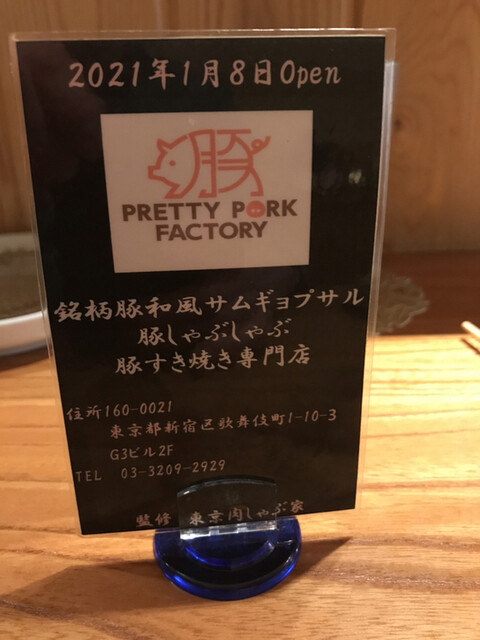 2021年1月8日Open
豚
PRETTY PORK
FACTORY
銘柄豚和風サムギョプサル
豚しゃぶしゃぶ
豚すき焼き専門店
住所160-0021
東京都新宿区歌舞伎町1-10-3
G3ビル2F
TEL 03-3209-2929
監修 東京肉しゃぶ家